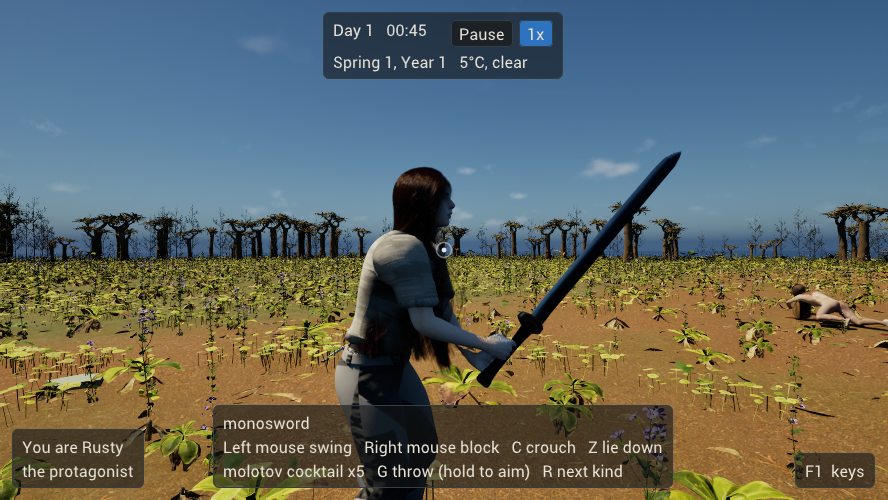 Day 1 00:45 Pause 1x
Spring 1, Year 1 5°C, clear
You are Rusty
the protagonist
monosword
Left mouse swing Right mouse block C crouch Z lie down
molotov cocktail x5 G throw (hold to aim) R next kind
F1 keys